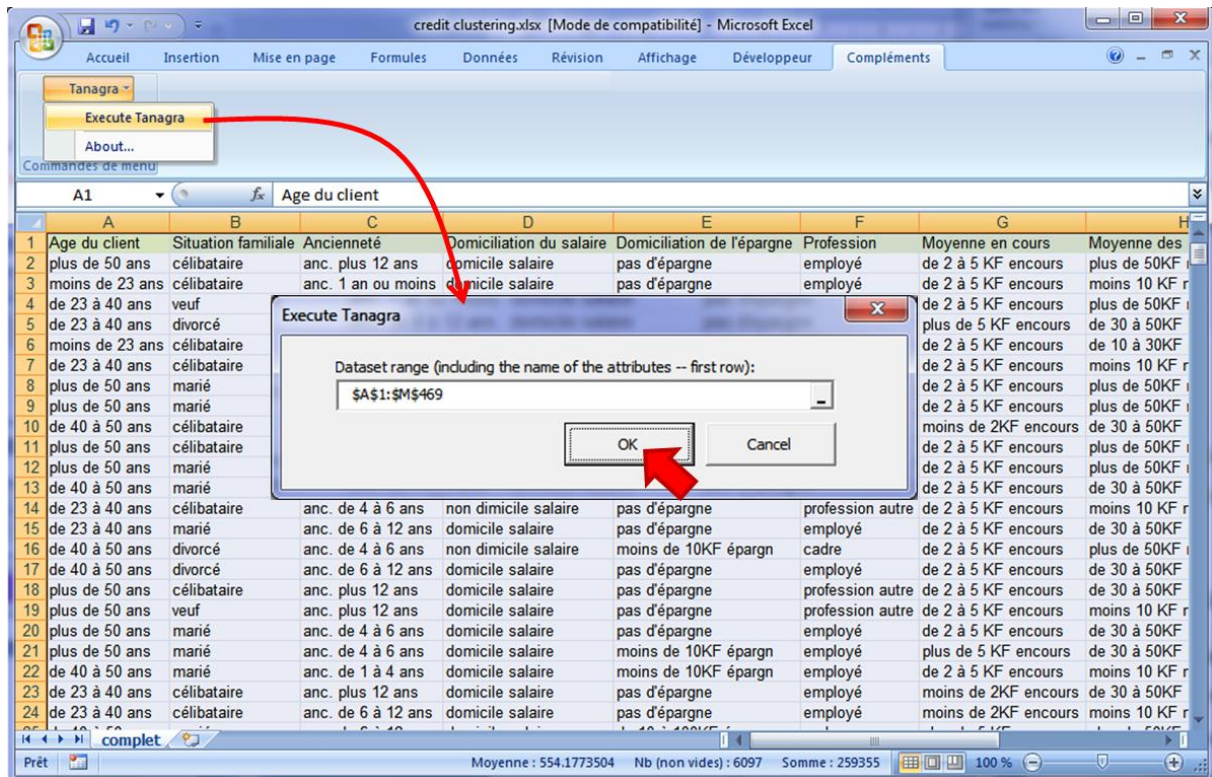 credit clustering.xlsx [Mode de compatibilité] - Microsoft Excel
Accueil Insertion Mise en page Formules Données Révision Affichage Développeur Compléments
Tanagra
Execute Tanagra
About...
Commandes de menu
A1 fx Age du client
A B C D E F G H
1 Age du client Situation familiale Ancienneté Domiciliation du salaire Domiciliation de l'épargne Profession Moyenne en cours Moyenne des
2 plus de 50 ans célibataire anc. plus 12 ans domicile salaire pas d'épargne employé de 2 à 5 KF encours plus de 50KF
3 moins de 23 ans célibataire anc. 1 an ou moins domicile salaire pas d'épargne employé de 2 à 5 KF encours moins 10 KF r
4 de 23 à 40 ans veuf de 2 à 5 KF encours plus de 50KF
5 de 23 à 40 ans divorcé plus de 5 KF encours de 30 à 50KF
6 moins de 23 ans célibataire de 2 à 5 KF encours de 10 à 30KF
7 de 23 à 40 ans célibataire de 2 à 5 KF encours moins 10 KF r
8 plus de 50 ans marié de 2 à 5 KF encours plus de 50KF
9 plus de 50 ans marié de 2 à 5 KF encours plus de 50KF
10 de 40 à 50 ans célibataire moins de 2KF encours de 30 à 50KF
11 plus de 50 ans célibataire de 2 à 5 KF encours plus de 50KF
12 plus de 50 ans marié de 2 à 5 KF encours plus de 50KF
13 de 40 à 50 ans marié de 2 à 5 KF encours de 30 à 50KF
Execute Tanagra
Dataset range (including the name of the attributes -- first row):
$A$1:$M$469
OK Cancel
14 de 23 à 40 ans célibataire anc. de 4 à 6 ans non dimicile salaire pas d'épargne profession autre de 2 à 5 KF encours moins 10 KF r
15 de 23 à 40 ans marié anc. de 6 à 12 ans domicile salaire pas d'épargne employé de 2 à 5 KF encours de 30 à 50KF
16 de 40 à 50 ans divorcé anc. de 4 à 6 ans non dimicile salaire moins de 10KF épargn cadre de 2 à 5 KF encours plus de 50KF
17 de 40 à 50 ans divorcé anc. de 6 à 12 ans domicile salaire pas d'épargne employé de 2 à 5 KF encours de 30 à 50KF
18 plus de 50 ans célibataire anc. plus 12 ans domicile salaire pas d'épargne profession autre de 2 à 5 KF encours de 30 à 50KF
19 plus de 50 ans veuf anc. plus 12 ans domicile salaire pas d'épargne profession autre de 2 à 5 KF encours moins 10 KF r
20 plus de 50 ans marié anc. de 4 à 6 ans domicile salaire pas d'épargne employé de 2 à 5 KF encours de 30 à 50KF
21 plus de 50 ans marié anc. de 4 à 6 ans domicile salaire moins de 10KF épargn employé plus de 5 KF encours de 30 à 50KF
22 de 40 à 50 ans marié anc. de 1 à 4 ans domicile salaire moins de 10KF épargn employé de 2 à 5 KF encours moins 10 KF r
23 de 23 à 40 ans célibataire anc. plus 12 ans domicile salaire pas d'épargne employé moins de 2KF encours de 30 à 50KF
24 de 23 à 40 ans célibataire anc. de 6 à 12 ans domicile salaire pas d'épargne employé moins de 2KF encours moins 10 KF r
complet
Prêt Moyenne : 554.1773504 Nb (non vides) : 6097 Somme : 259355 100 %